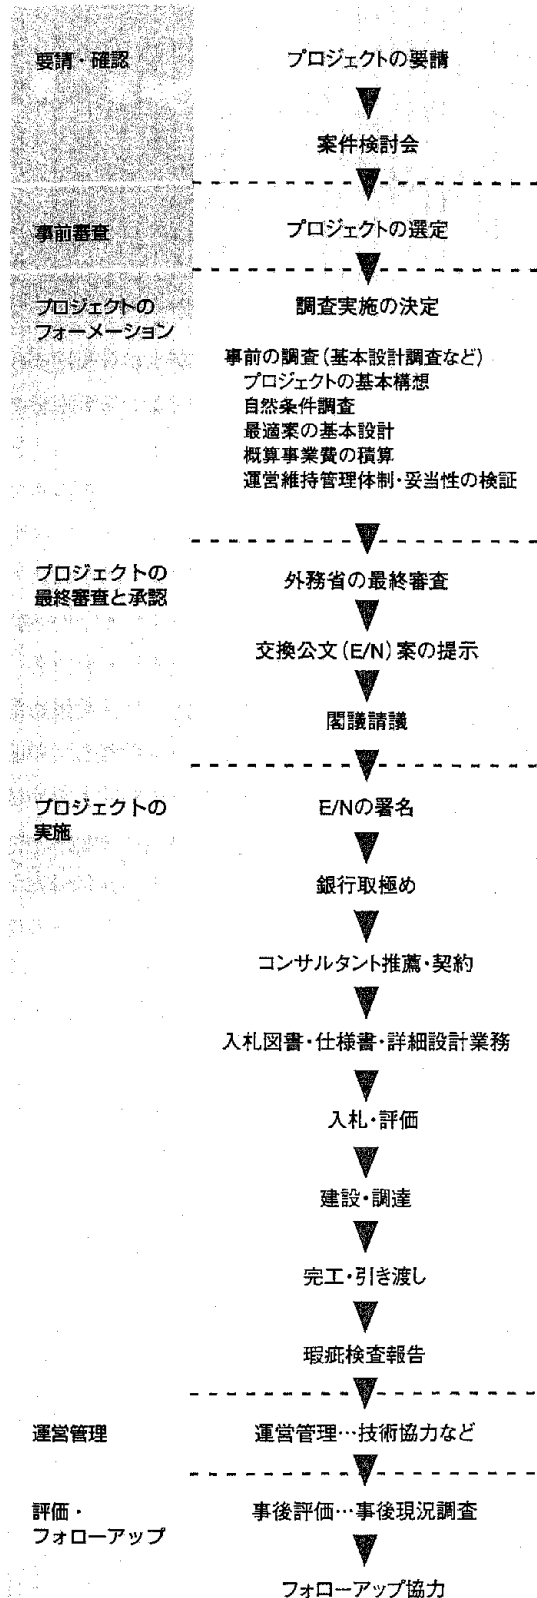 要請・確認
プロジェクトの要請
案件検討会
事前審査
プロジェクトの選定
プロジェクトの
フォーメーション
調査実施の決定
事前の調査(基本設計調査など)
プロジェクトの基本構想
自然条件調査
最適案の基本設計
概算事業費の積算
運営維持管理体制・妥当性の検証
プロジェクトの
最終審査と承認
外務省の最終審査
交換公文(E/N)案の提示
閣議請議
プロジェクトの
実施
E/Nの署名
銀行取極め
コンサルタント推薦・契約
入札図書・仕様書・詳細設計業務
入札・評価
建設・調達
完工・引き渡し
瑕疵検査報告
運営管理
運営管理…技術協力など
評価・
フォローアップ
事後評価…事後現況調査
フォローアップ協力